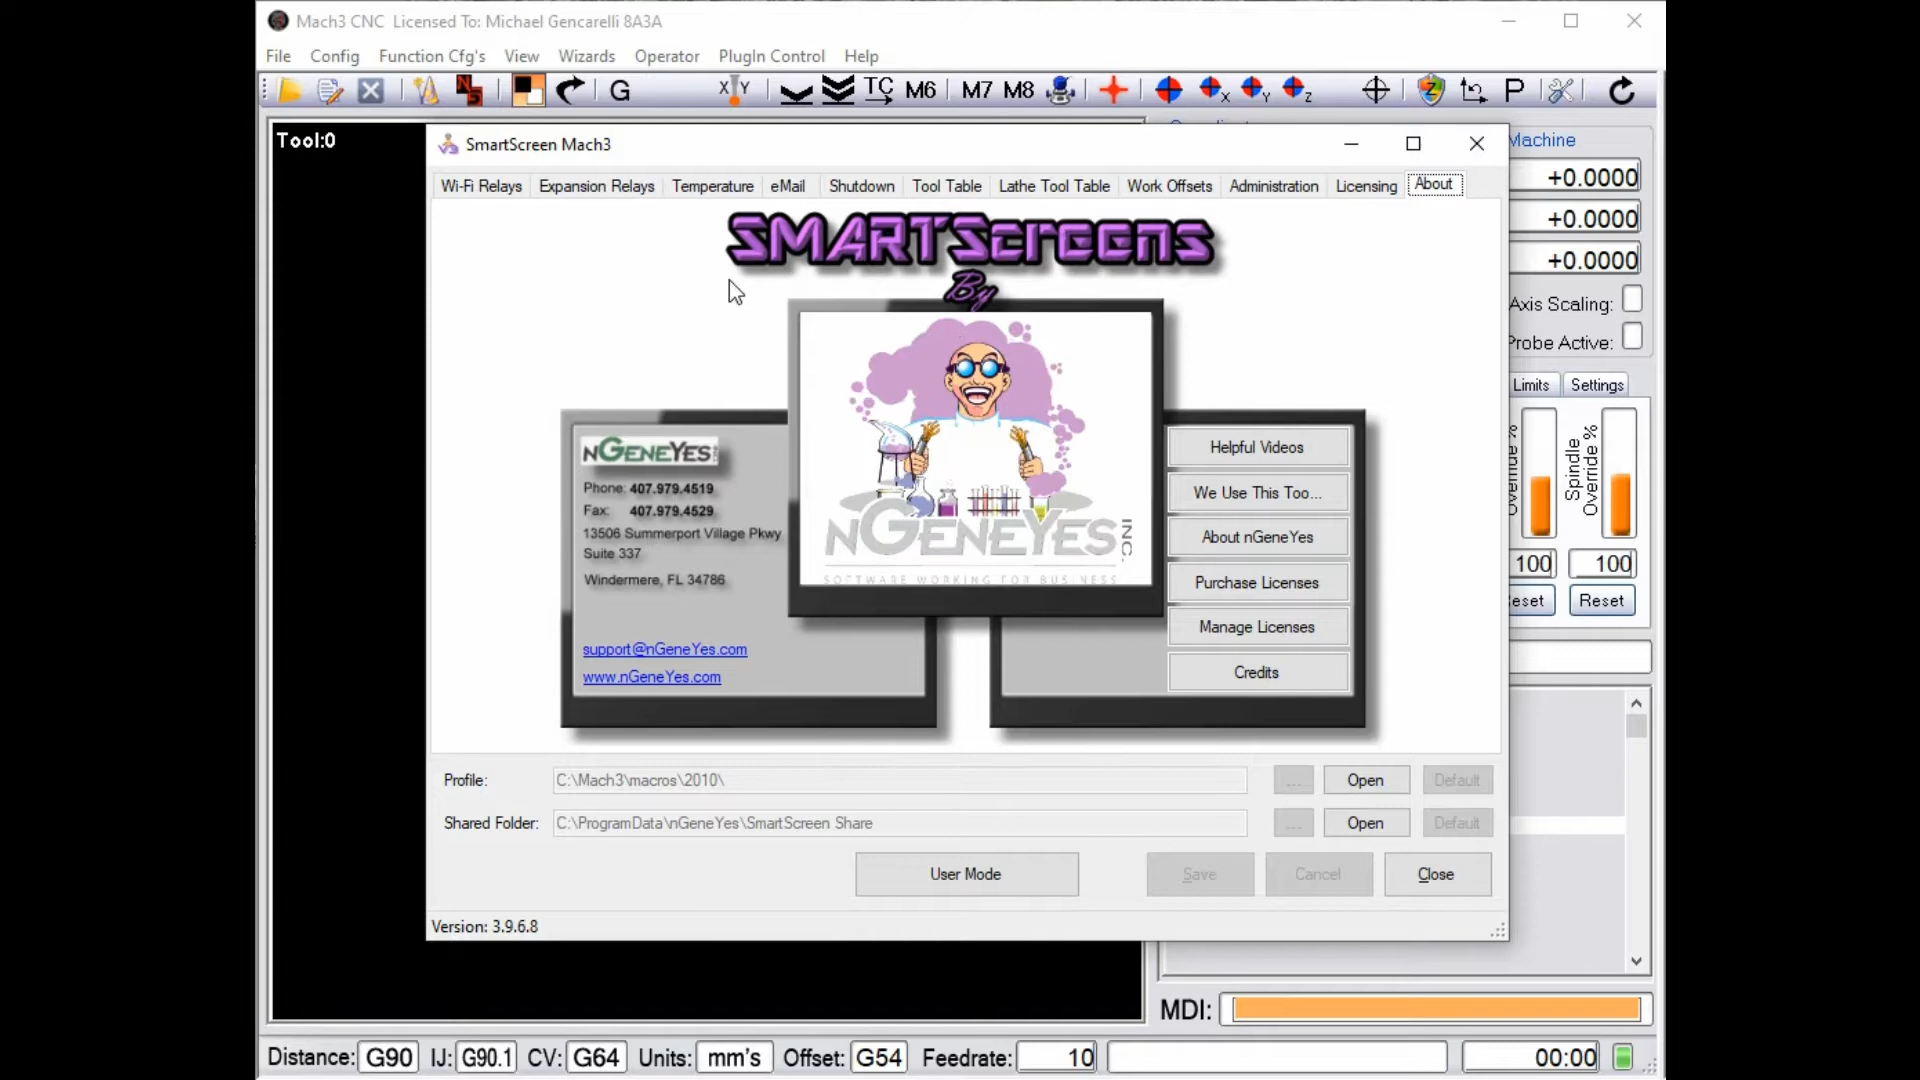 Mach3 CNC Licensed To: Michael Gencarelli 8A3A
File Config Function Cfg's View Wizards Operator PlugIn Control Help
G X Y TC M6 M7 M8 X Y Z Z P
Tool:0
SmartScreen Mach3
Machine
Wi-Fi Relays Expansion Relays Temperature eMail Shutdown Tool Table Lathe Tool Table Work Offsets Administration Licensing About
+0.0000
+0.0000
+0.0000
Axis Scaling:
Probe Active:
Limits Settings
SMARTScreens
By
nGENEYES
Phone: 407.979.4519
Fax: 407.979.4529
13506 Summerport Village Pkwy
Suite 337
Windermere, FL 34786
support@nGeneYes.com
www.nGeneYes.com
nGENEYES INC.
SOFTWARE WORKING FOR BUSINESS
Helpful Videos
We Use This Too...
About nGeneYes
Purchase Licenses
Manage Licenses
Credits
Override %
Spindle
Override %
100 100
eset Reset
Profile: C:\Mach3\macros\2010\ ... Open Default
Shared Folder: C:\ProgramData\nGeneYes\SmartScreen Share ... Open Default
User Mode Save Cancel Close
Version: 3.9.6.8
MDI:
Distance: G90 IJ: G90.1 CV: G64 Units: mm's Offset: G54 Feedrate: 10 00:00